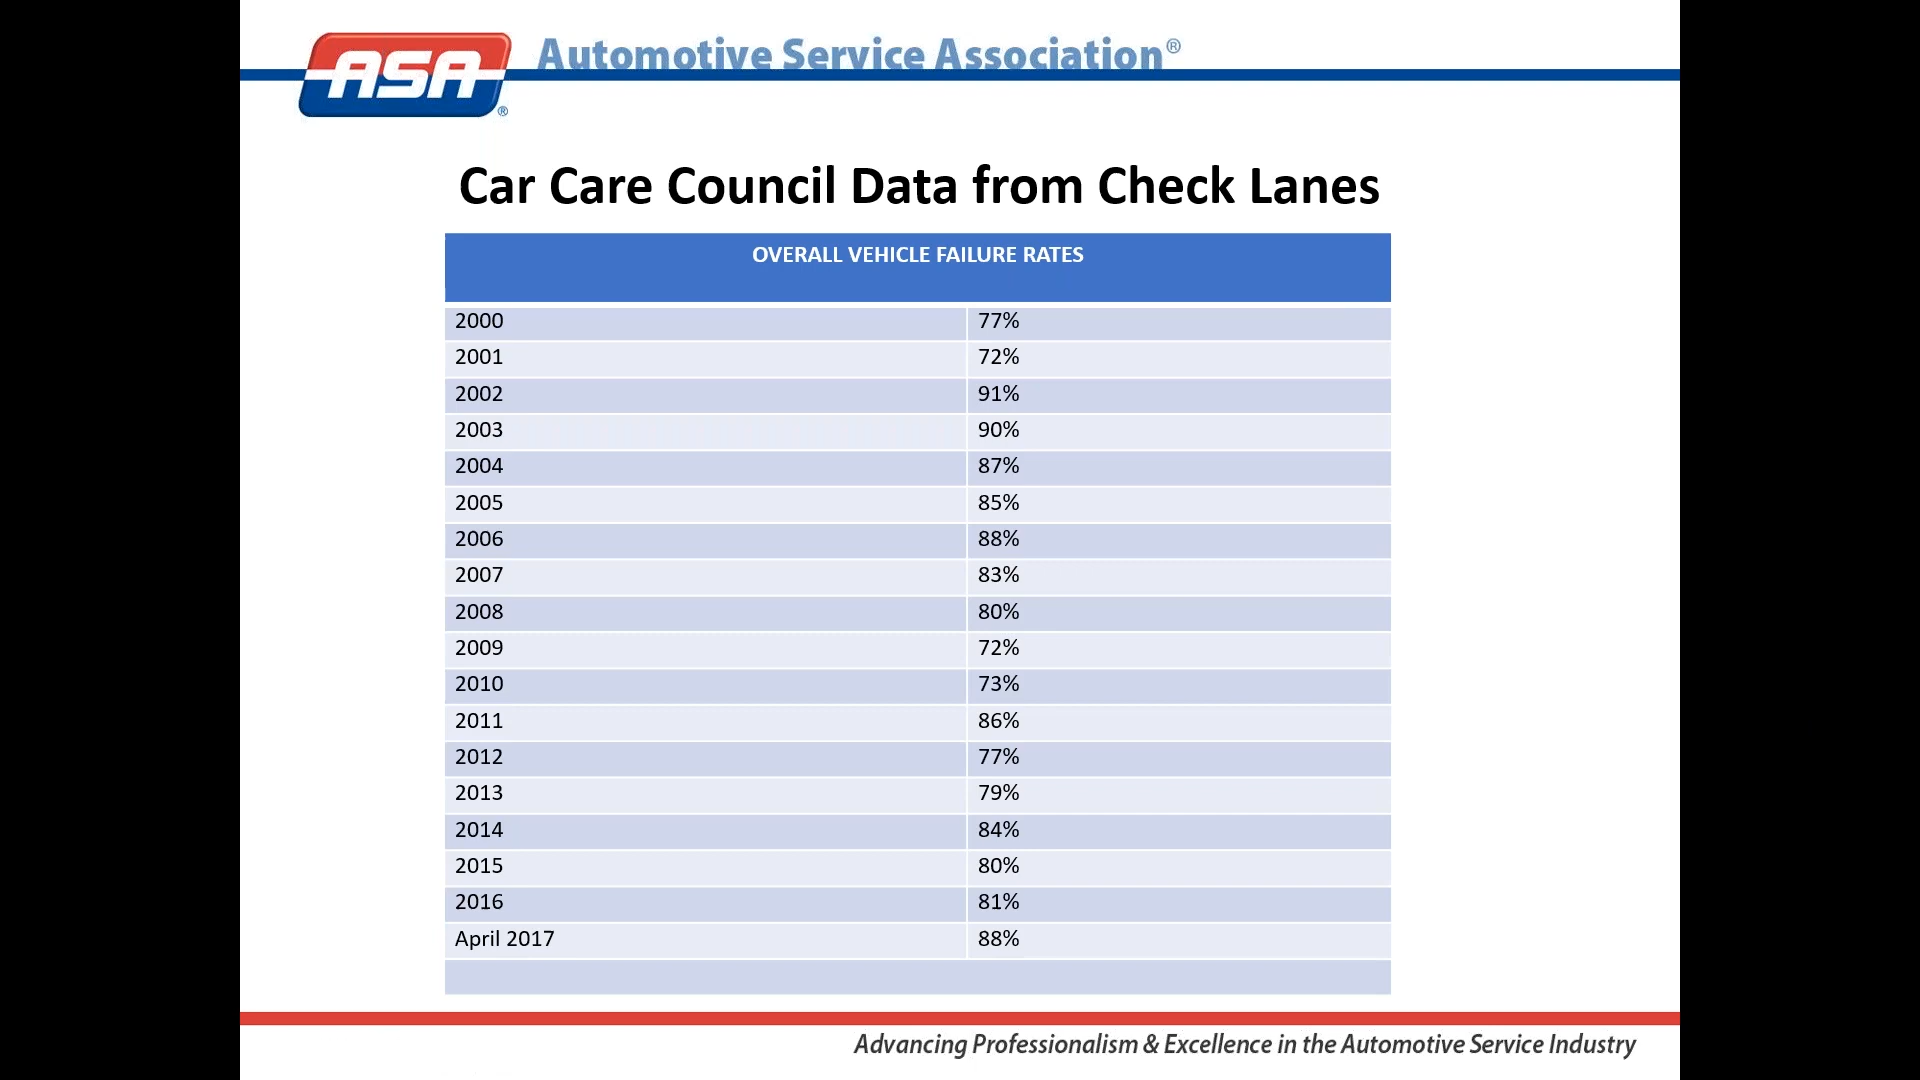 ASA®
Automotive Service Association®
Car Care Council Data from Check Lanes
OVERALL VEHICLE FAILURE RATES
2000 77%
2001 72%
2002 91%
2003 90%
2004 87%
2005 85%
2006 88%
2007 83%
2008 80%
2009 72%
2010 73%
2011 86%
2012 77%
2013 79%
2014 84%
2015 80%
2016 81%
April 2017 88%
Advancing Professionalism & Excellence in the Automotive Service Industry